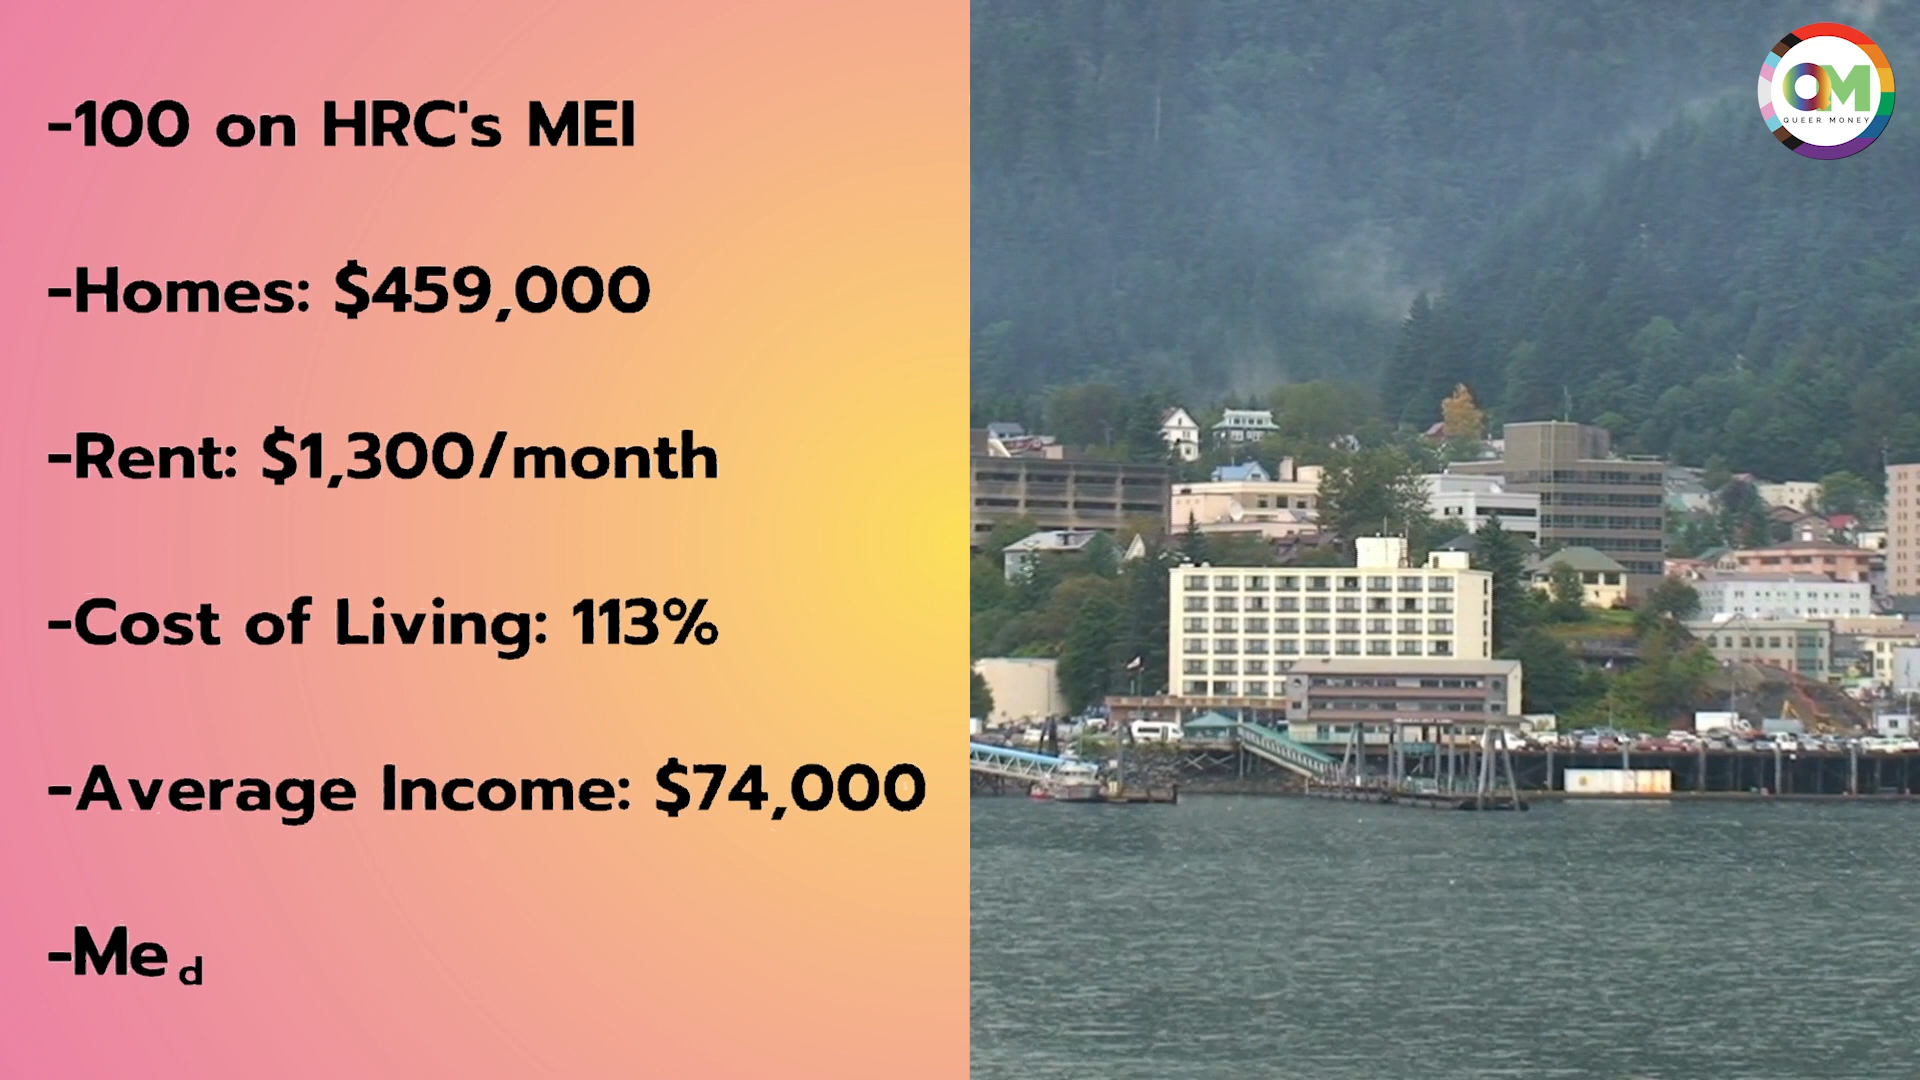 -100 on HRC's MEI
-Homes: $459,000
-Rent: $1,300/month
-Cost of Living: 113%
-Average Income: $74,000
-Med
QM
QUEER MONEY